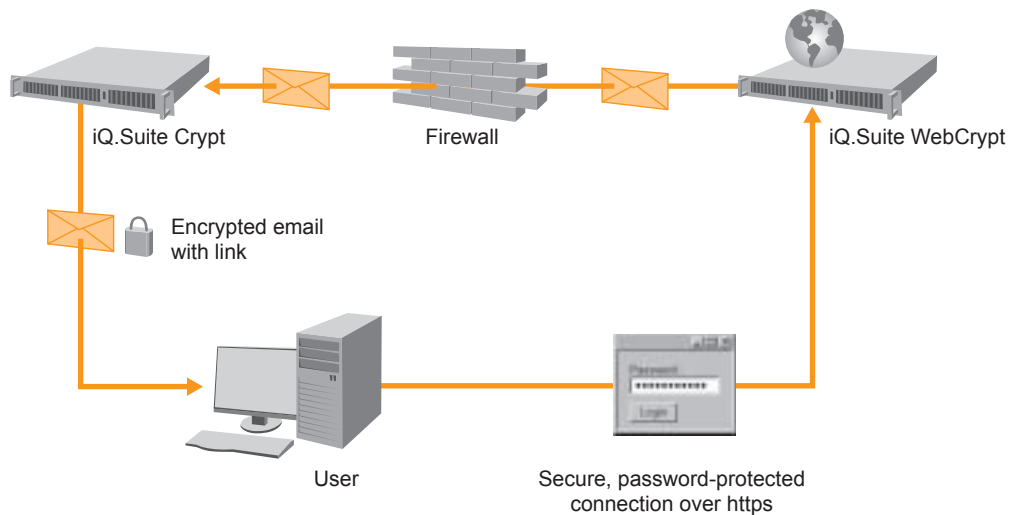 iQ.Suite Crypt
Firewall
iQ.Suite WebCrypt
Encrypted email
with link
Password
Login
User
Secure, password-protected
connection over https